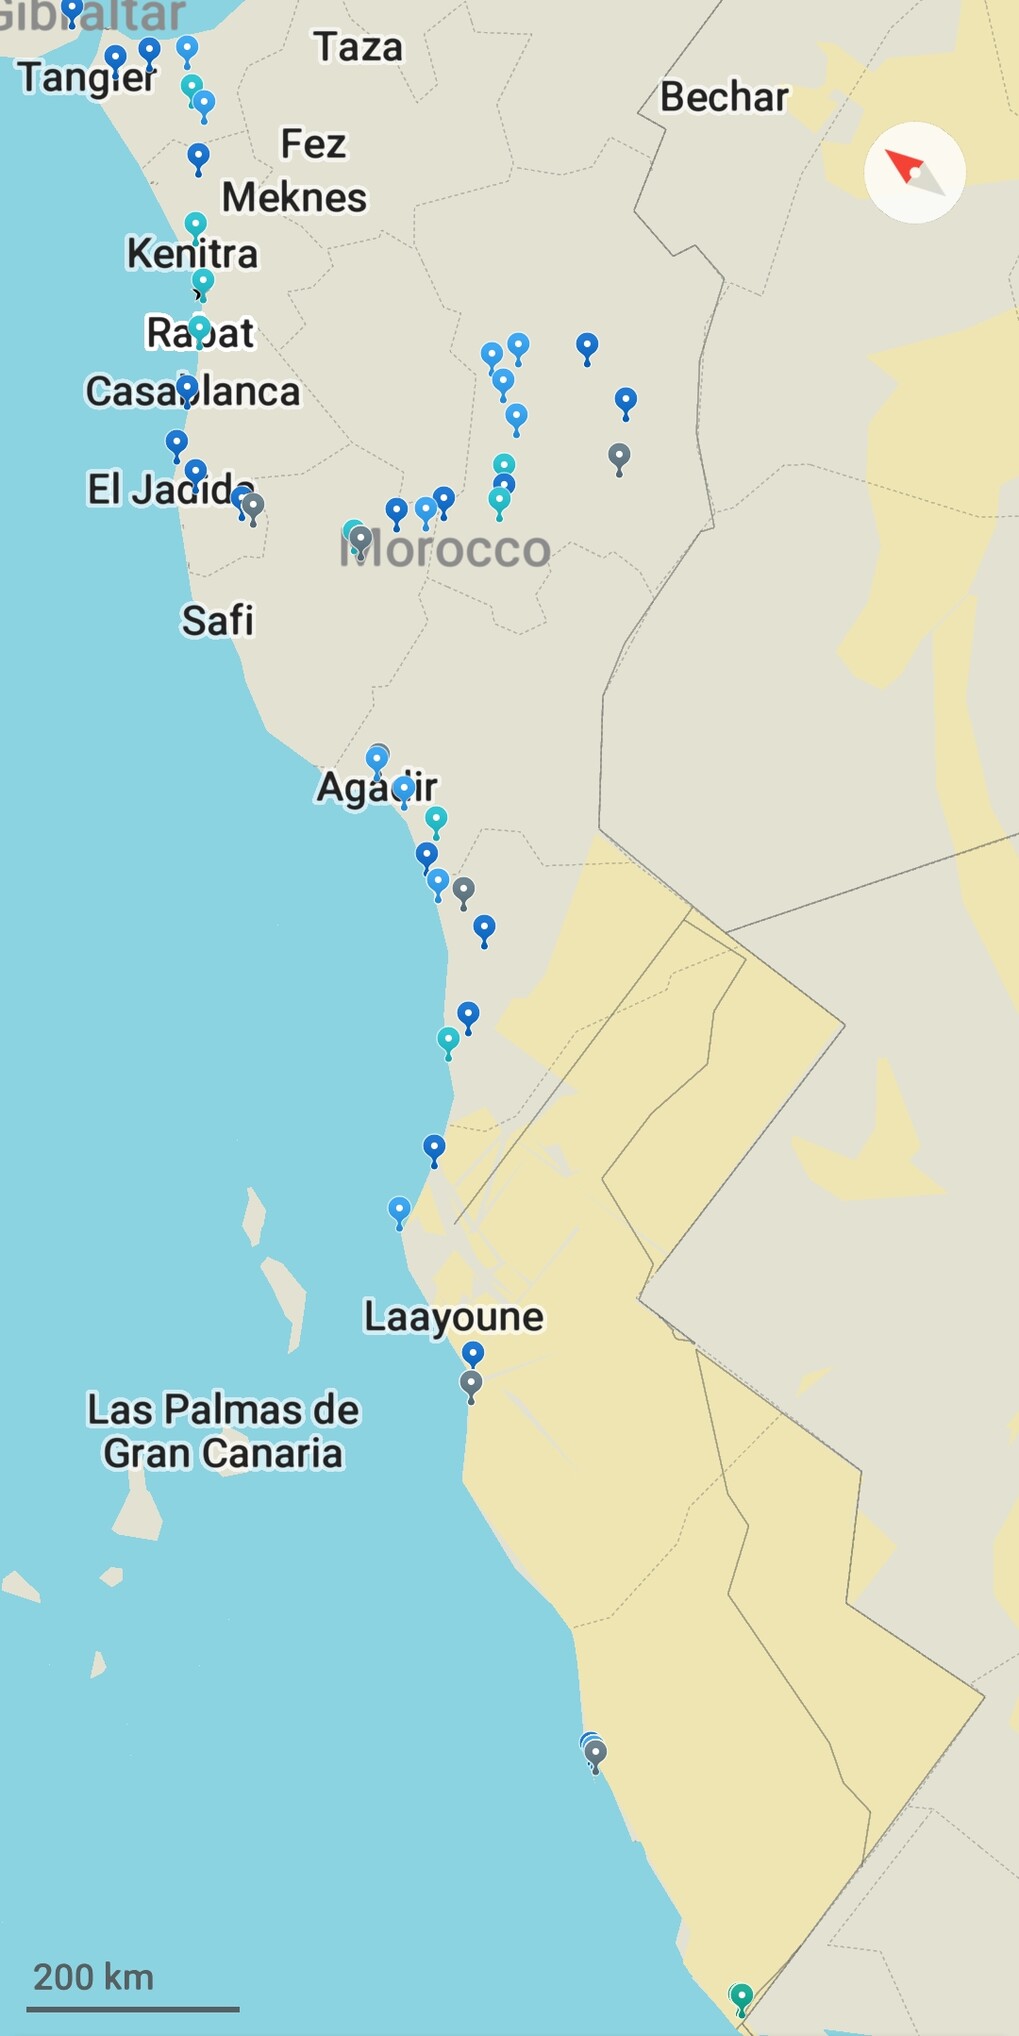 Gibraltar
Taza
Tangier
Bechar
Fez
Meknes
Kenitra
Rabat
Casablanca
El Jadida
Morocco
Safi
Agadir
Laayoune
Las Palmas de
Gran Canaria
200 km